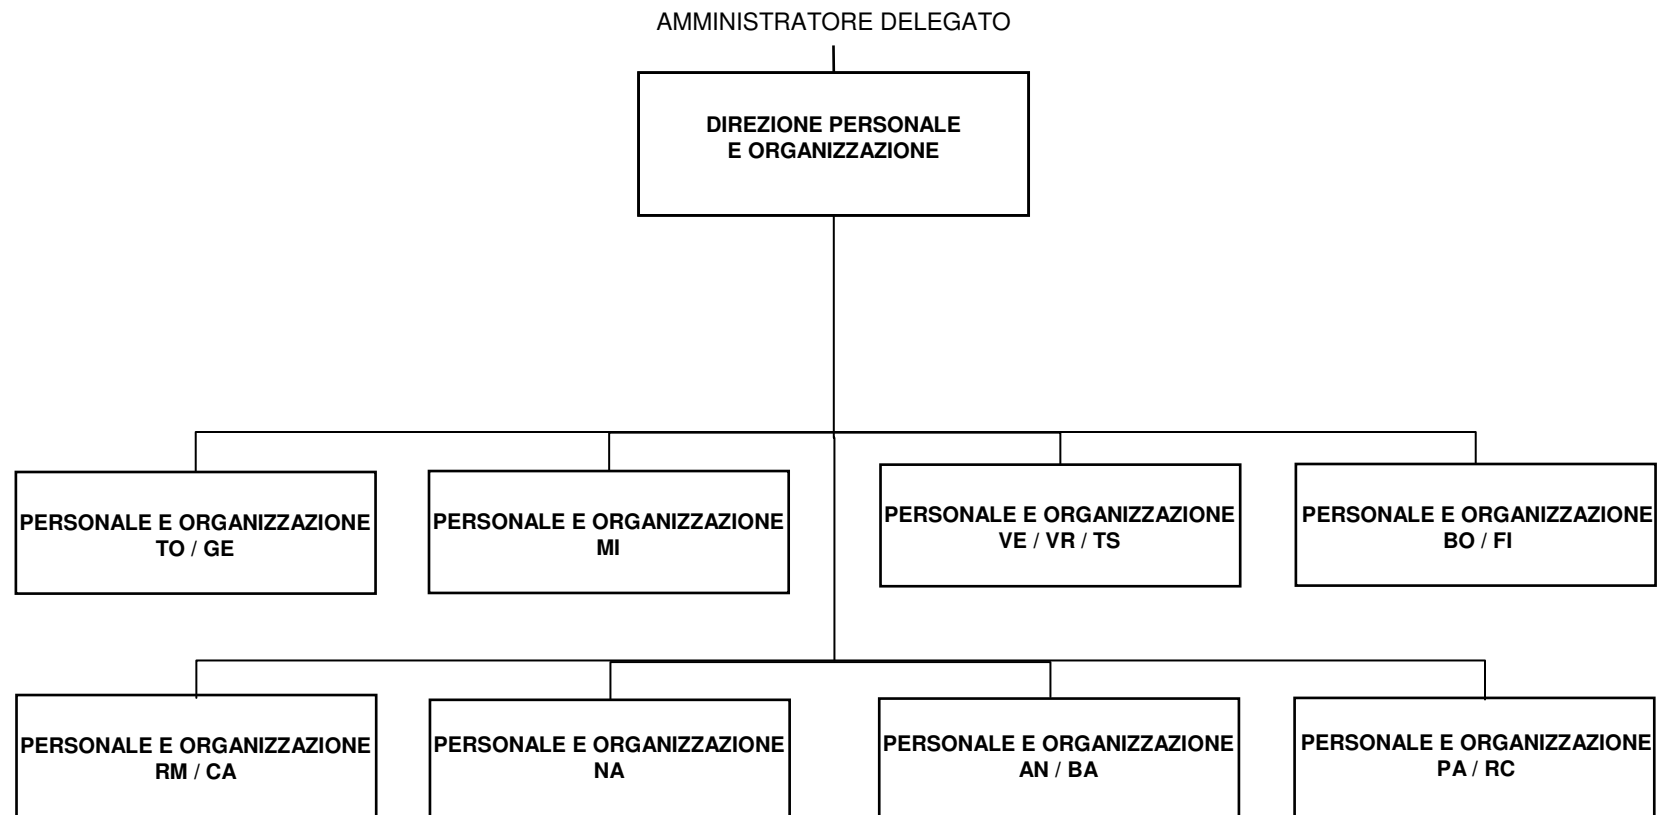 AMMINISTRATORE DELEGATO
DIREZIONE PERSONALE
E ORGANIZZAZIONE
PERSONALE E ORGANIZZAZIONE
TO / GE
PERSONALE E ORGANIZZAZIONE
MI
PERSONALE E ORGANIZZAZIONE
VE / VR / TS
PERSONALE E ORGANIZZAZIONE
BO / FI
PERSONALE E ORGANIZZAZIONE
RM / CA
PERSONALE E ORGANIZZAZIONE
NA
PERSONALE E ORGANIZZAZIONE
AN / BA
PERSONALE E ORGANIZZAZIONE
PA / RC